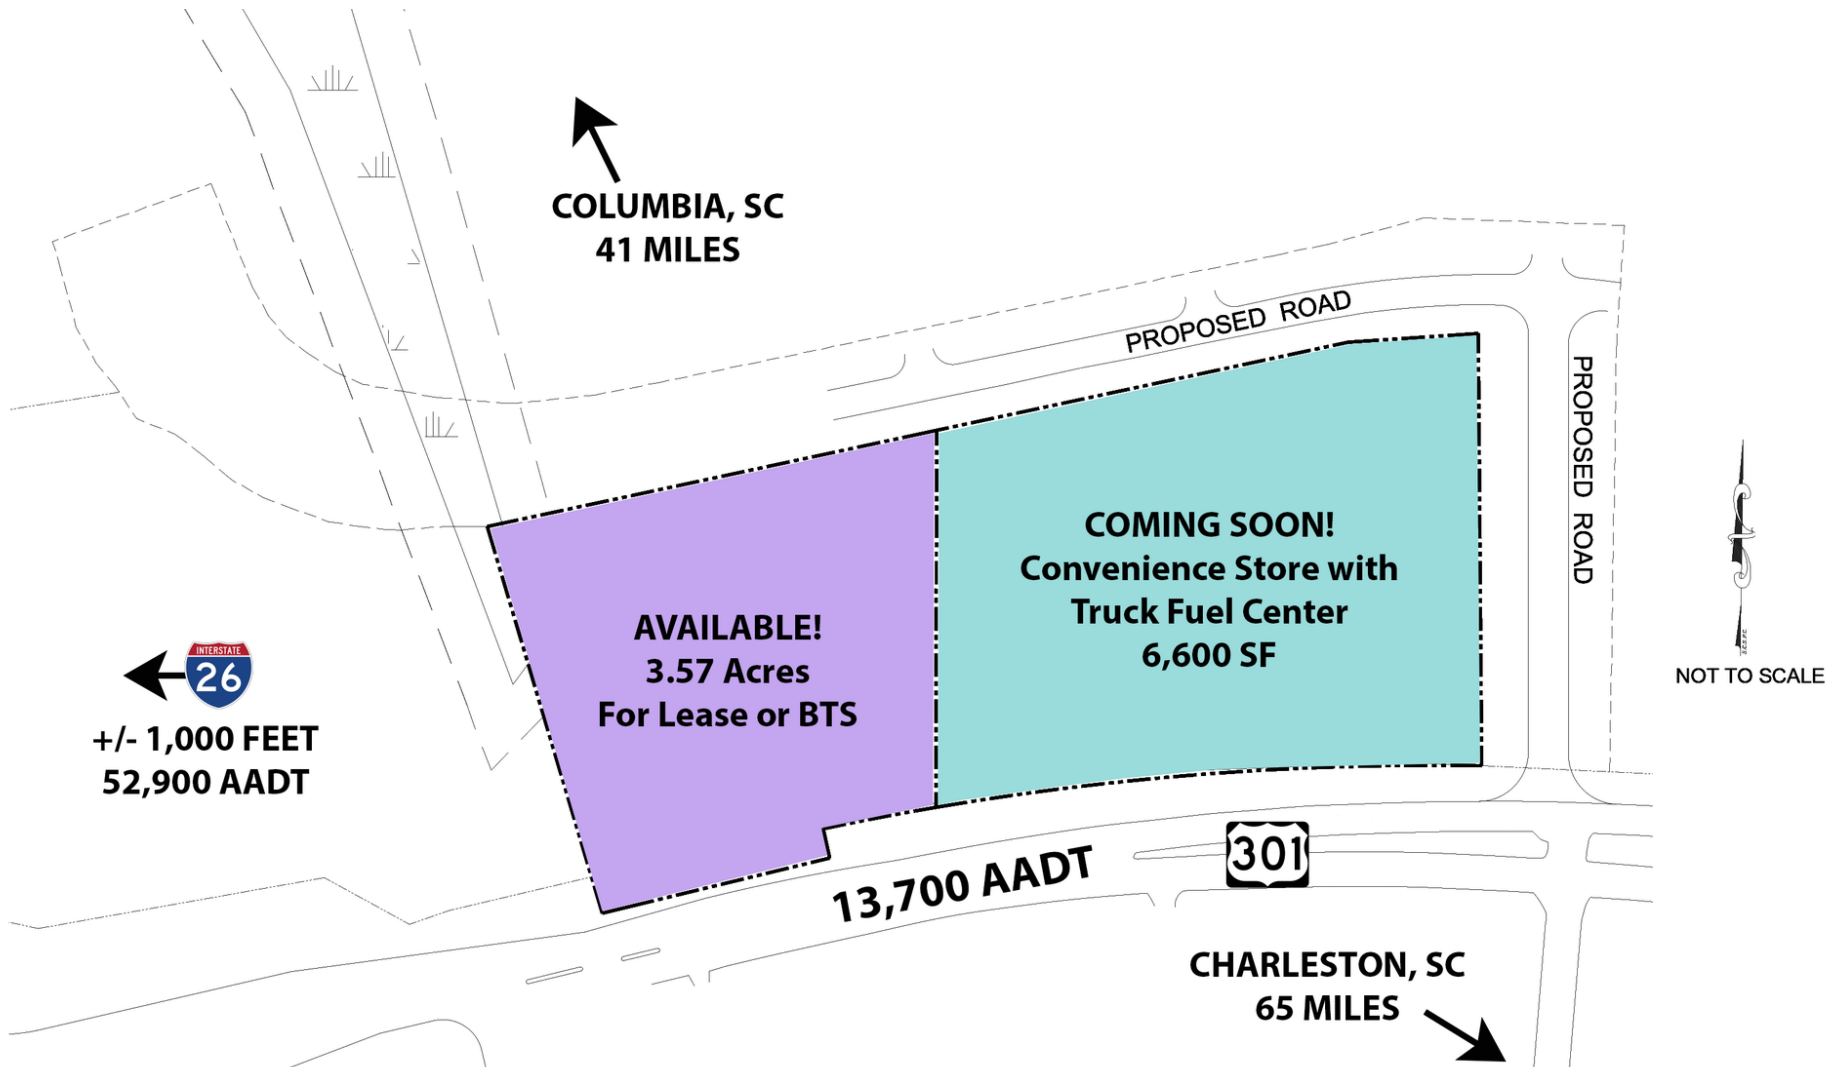 COLUMBIA, SC
41 MILES
PROPOSED ROAD
PROPOSED ROAD
COMING SOON!
Convenience Store with
Truck Fuel Center
6,600 SF
AVAILABLE!
3.57 Acres
For Lease or BTS
INTERSTATE
26
+/- 1,000 FEET
52,900 AADT
NOT TO SCALE
301
13,700 AADT
CHARLESTON, SC
65 MILES